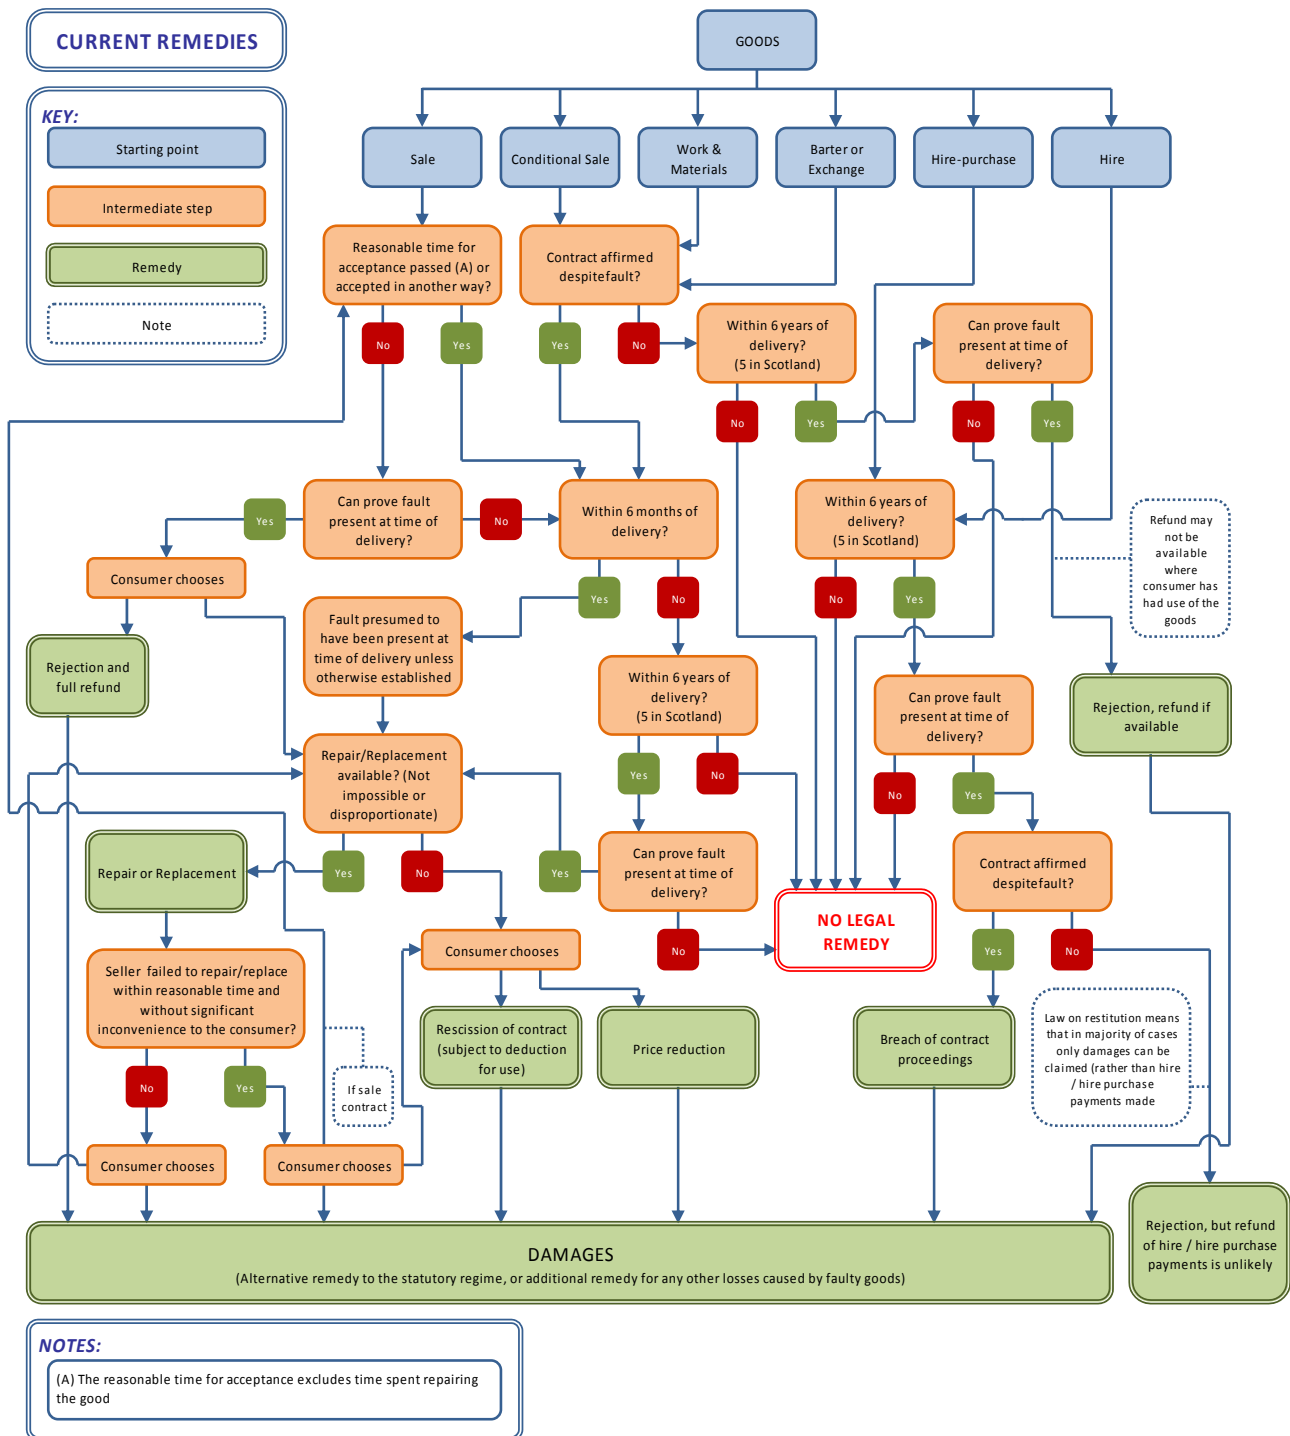 CURRENT REMEDIES
GOODS
KEY:
Starting point
Intermediate step
Remedy
Note
Sale
Conditional Sale
Work &
Materials
Barter or
Exchange
Hire-purchase
Hire
Reasonable time for
acceptance passed (A) or
accepted in another way?
Contract affirmed
despitefault?
No
Yes
Yes
No
Within 6 years of
delivery?
(5 in Scotland)
Can prove fault
present at time of
delivery?
No
Yes
No
Yes
Yes
Can prove fault
present at time of
delivery?
No
Within 6 months of
delivery?
Within 6 years of
delivery?
(5 in Scotland)
Refund may
not be
available
where
consumer has
had use of the
goods
Consumer chooses
Yes
No
No
Yes
Fault presumed to
have been present at
time of delivery unless
otherwise established
Rejection and
full refund
Within 6 years of
delivery?
(5 in Scotland)
Can prove fault
present at time of
delivery?
Rejection, refund if
available
Repair/Replacement
available? (Not
impossible or
disproportionate)
Yes
No
No
Yes
Repair or Replacement
Yes
No
Yes
Can prove fault
present at time of
delivery?
Contract affirmed
despitefault?
NO LEGAL
REMEDY
Consumer chooses
No
Yes
No
Seller failed to repair/replace
within reasonable time and
without significant
inconvenience to the consumer?
Rescission of contract
(subject to deduction
for use)
Price reduction
Breach of contract
proceedings
Law on restitution means
that in majority of cases
only damages can be
claimed (rather than hire
/ hire purchase
payments made
No
Yes
If sale
contract
Consumer chooses
Consumer chooses
Rejection, but refund
of hire / hire purchase
payments is unlikely
DAMAGES
(Alternative remedy to the statutory regime, or additional remedy for any other losses caused by faulty goods)
NOTES:
(A) The reasonable time for acceptance excludes time spent repairing
the good